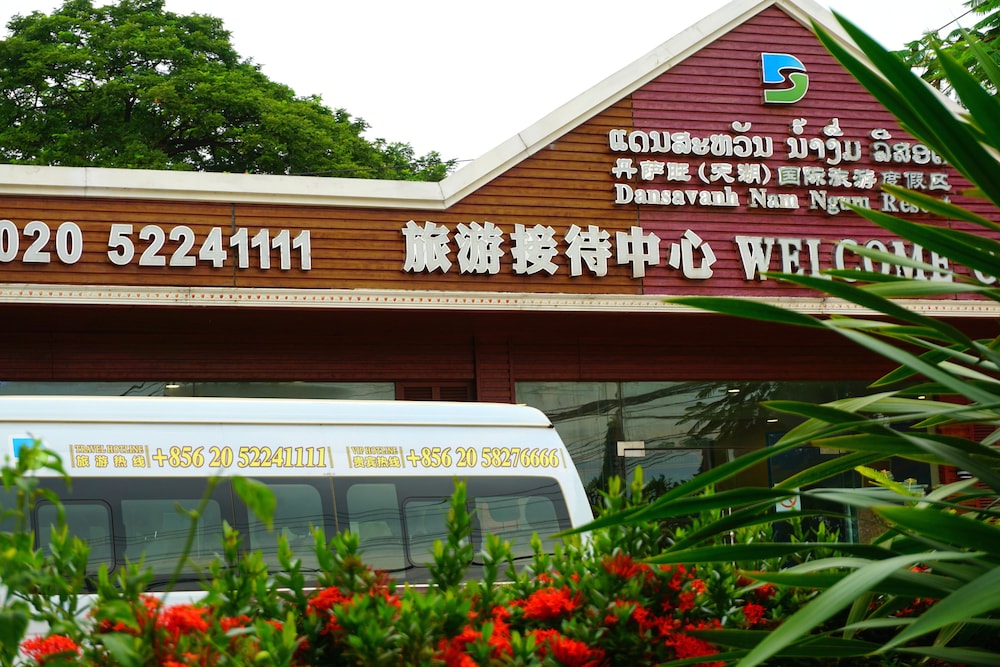 ແດນສະຫວັນ ນ້ຳງື່ມ ລີສອດ
丹萨旺(天湖)国际旅游度假区
Dansavanh Nam Ngum Resort
020 52241111
旅游接待中心 WELCOME
TRAVEL HOTLINE
旅游热线 +856 20 52241111
VIP HOTLINE
贵宾热线 +856 20 58276666